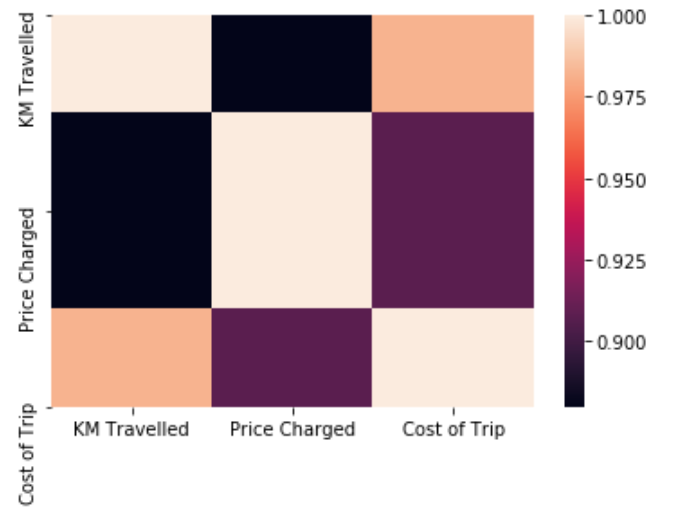 KM Travelled
Price Charged
Cost of Trip
KM Travelled
Price Charged
Cost of Trip
1.000
0.975
0.950
0.925
0.900